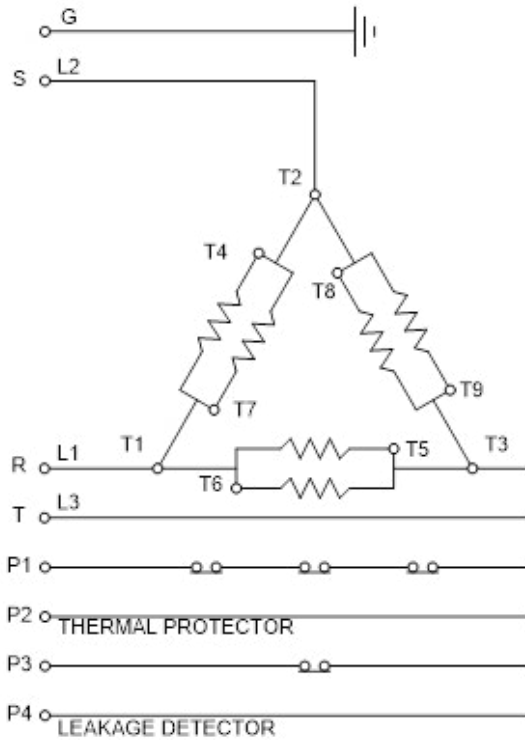 G
S L2
T2
T4
T8
T7
T9
R L1 T1
T5
T3
T6
T L3
P1
P2
THERMAL PROTECTOR
P3
P4
LEAKAGE DETECTOR